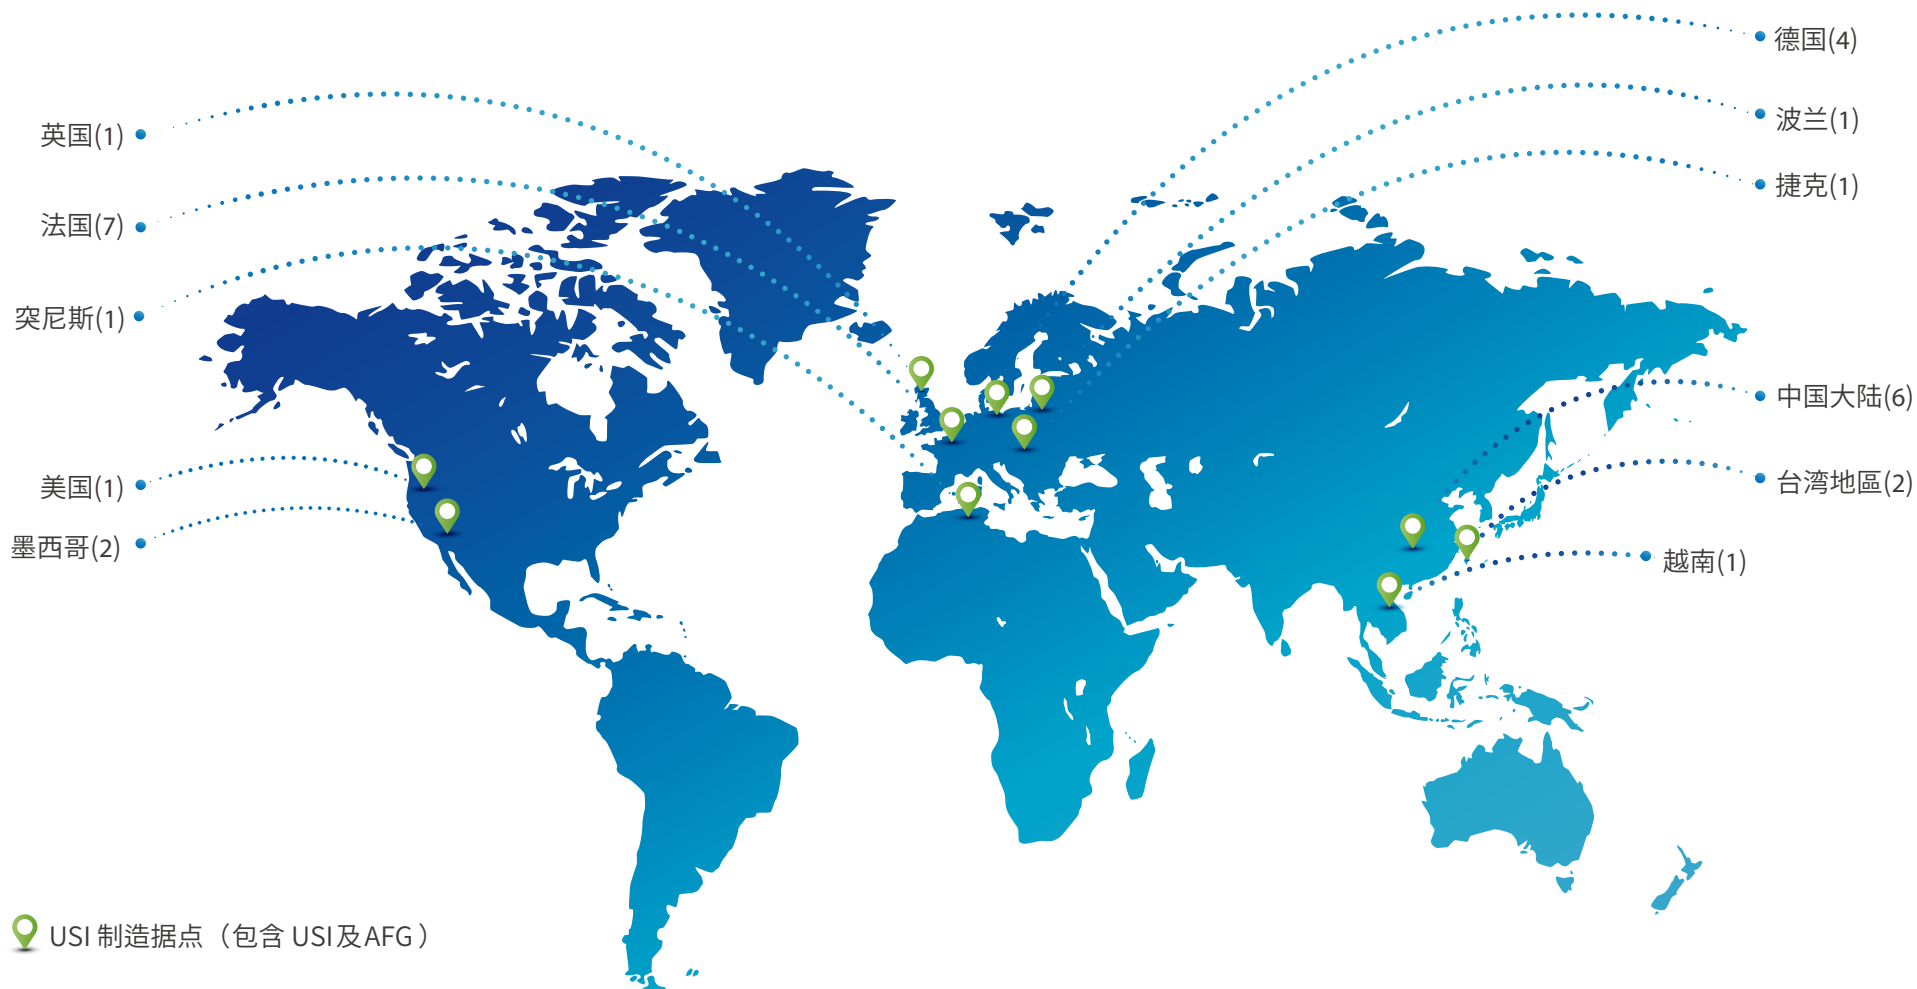 英国(1)
法国(7)
突尼斯(1)
美国(1)
墨西哥(2)
德国(4)
波兰(1)
捷克(1)
中国大陆(6)
台湾地區(2)
越南(1)
USI 制造据点（包含 USI及AFG ）